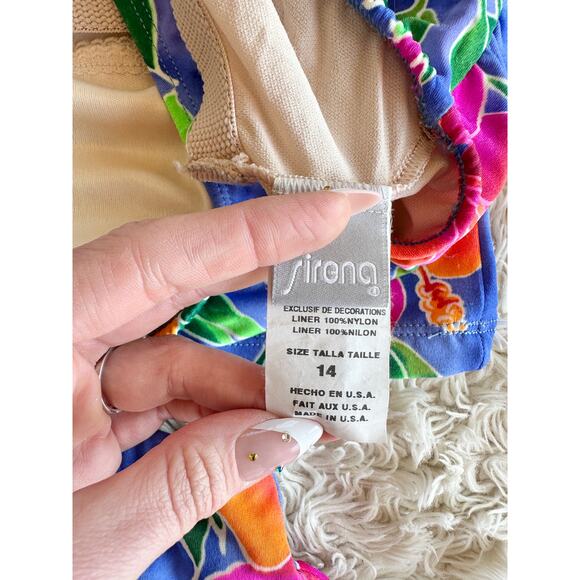 sirena
EXCLUSIF DE DECORATIONS
LINER 100%NYLON
LINER 100%NILON
SIZE TALLA TAILLE
14
HECHO EN U.S.A.
FAIT AUX U.S.A.
MADE IN U.S.A.